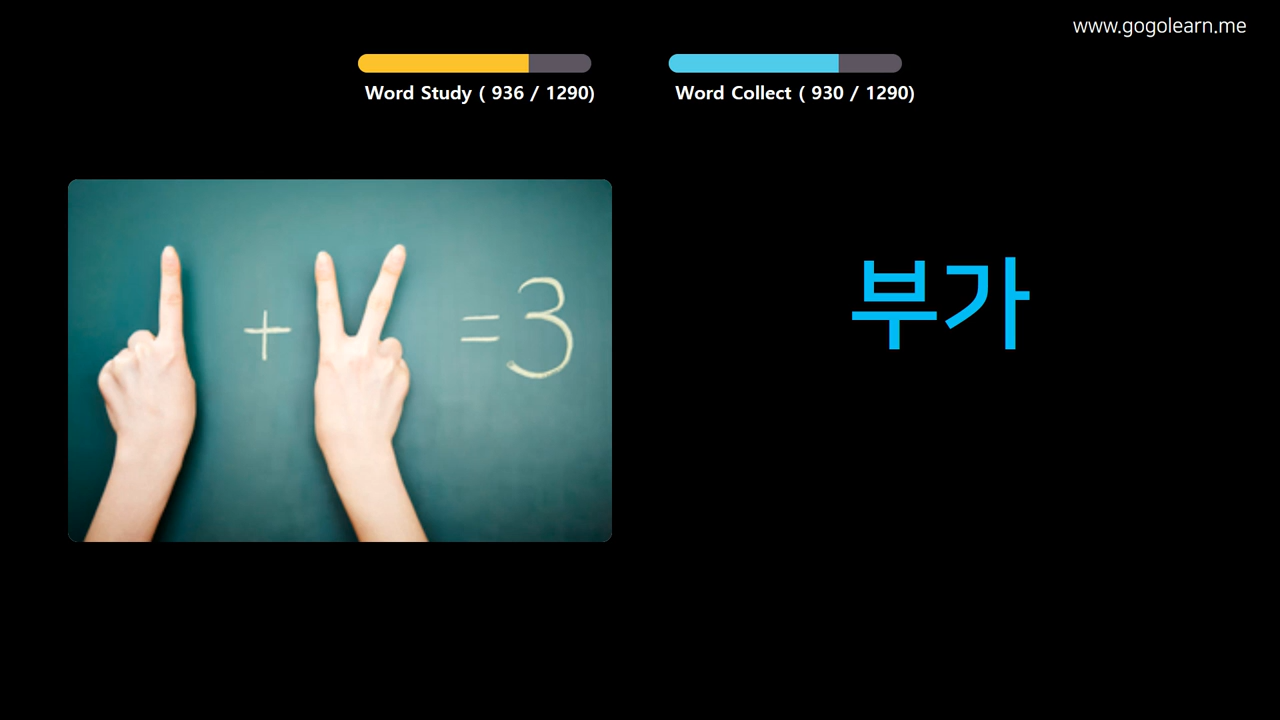 www.gogolearn.me
Word Study ( 936 / 1290)
Word Collect ( 930 / 1290)
+ = 3
부가